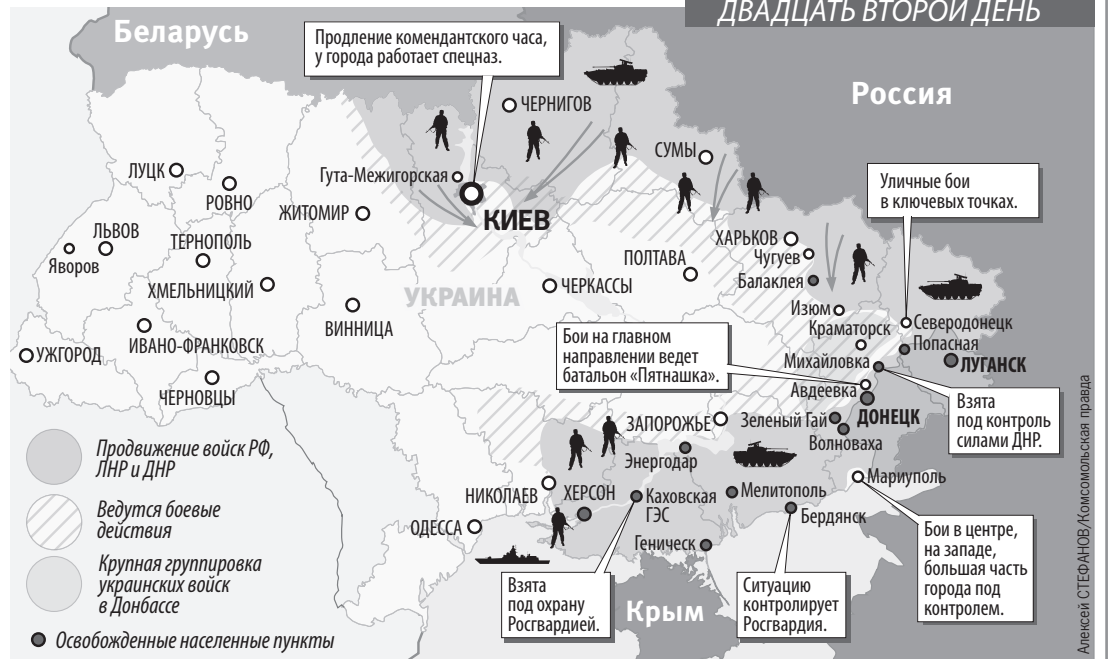 ДВАДЦАТЬ ВТОРОЙ ДЕНЬ
Беларусь
Продление комендантского часа,
у города работает спецназ.
Россия
ЧЕРНИГОВ
СУМЫ
Гута-Межигорская
КИЕВ
Уличные бои
в ключевых точках.
ЛУЦК
РОВНО
ЖИТОМИР
ЛЬВОВ
Яворов
ТЕРНОПОЛЬ
ХМЕЛЬНИЦКИЙ
ПОЛТАВА
ХАРЬКОВ
Чугуев
Балаклея
УКРАИНА
ЧЕРКАССЫ
ВИННИЦА
Изюм
Краматорск
Северодонецк
Попасная
ЛУГАНСК
ИВАНО-ФРАНКОВСК
УЖГОРОД
ЧЕРНОВЦЫ
Бои на главном
направлении ведет
батальон «Пятнашка».
Михайловка
Авдеевка
ДОНЕЦК
Взята
под контроль
силами ДНР.
ЗАПОРОЖЬЕ
Зеленый Гай
Волноваха
Энергодар
Мариуполь
НИКОЛАЕВ
ХЕРСОН
Каховская
ГЭС
Мелитополь
Бердянск
ОДЕССА
Геническ
Взята
под охрану
Росгвардией.
Крым
Ситуацию
контролирует
Росгвардия.
Бои в центре,
на западе,
большая часть
города под
контролем.
Продвижение войск РФ,
ЛНР и ДНР
Ведутся боевые
действия
Крупная группировка
украинских войск
в Донбассе
Освобожденные населенные пункты
Алексей СТЕФАНОВ/Комсомольская правда